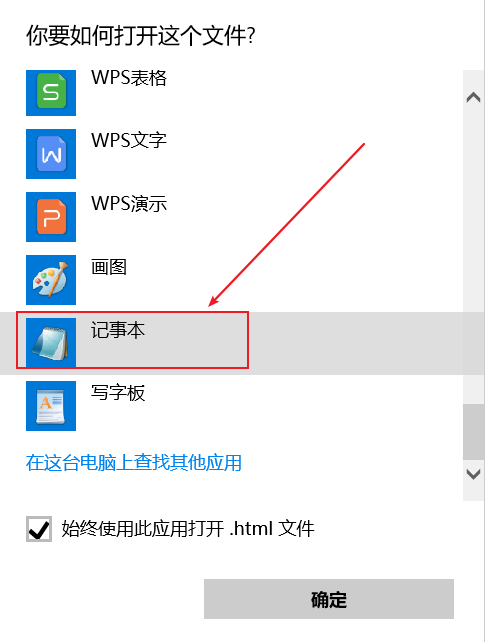 你要如何打开这个文件?
WPS表格
WPS文字
WPS演示
画图
记事本
写字板
在这台电脑上查找其他应用
始终使用此应用打开 .html 文件
确定